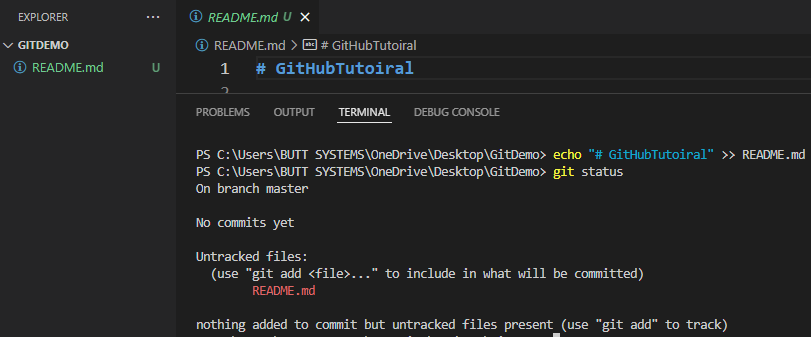 EXPLORER ...
README.md U
GITDEMO
README.md U
README.md > # GitHubTutoiral
1 # GitHubTutoiral
2
PROBLEMS OUTPUT TERMINAL DEBUG CONSOLE
PS C:\Users\BUTT SYSTEMS\OneDrive\Desktop\GitDemo> echo "# GitHubTutoiral" >> README.md
PS C:\Users\BUTT SYSTEMS\OneDrive\Desktop\GitDemo> git status
On branch master
No commits yet
Untracked files:
(use "git add <file>..." to include in what will be committed)
README.md
nothing added to commit but untracked files present (use "git add" to track)